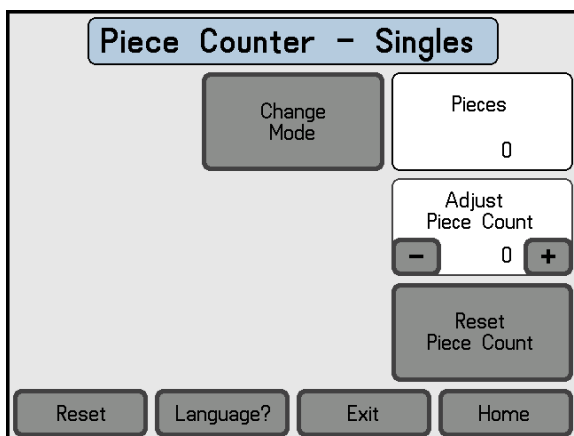 Piece Counter - Singles
Change
Mode
Pieces
0
Adjust
Piece Count
- 0 +
Reset
Piece Count
Reset Language? Exit Home